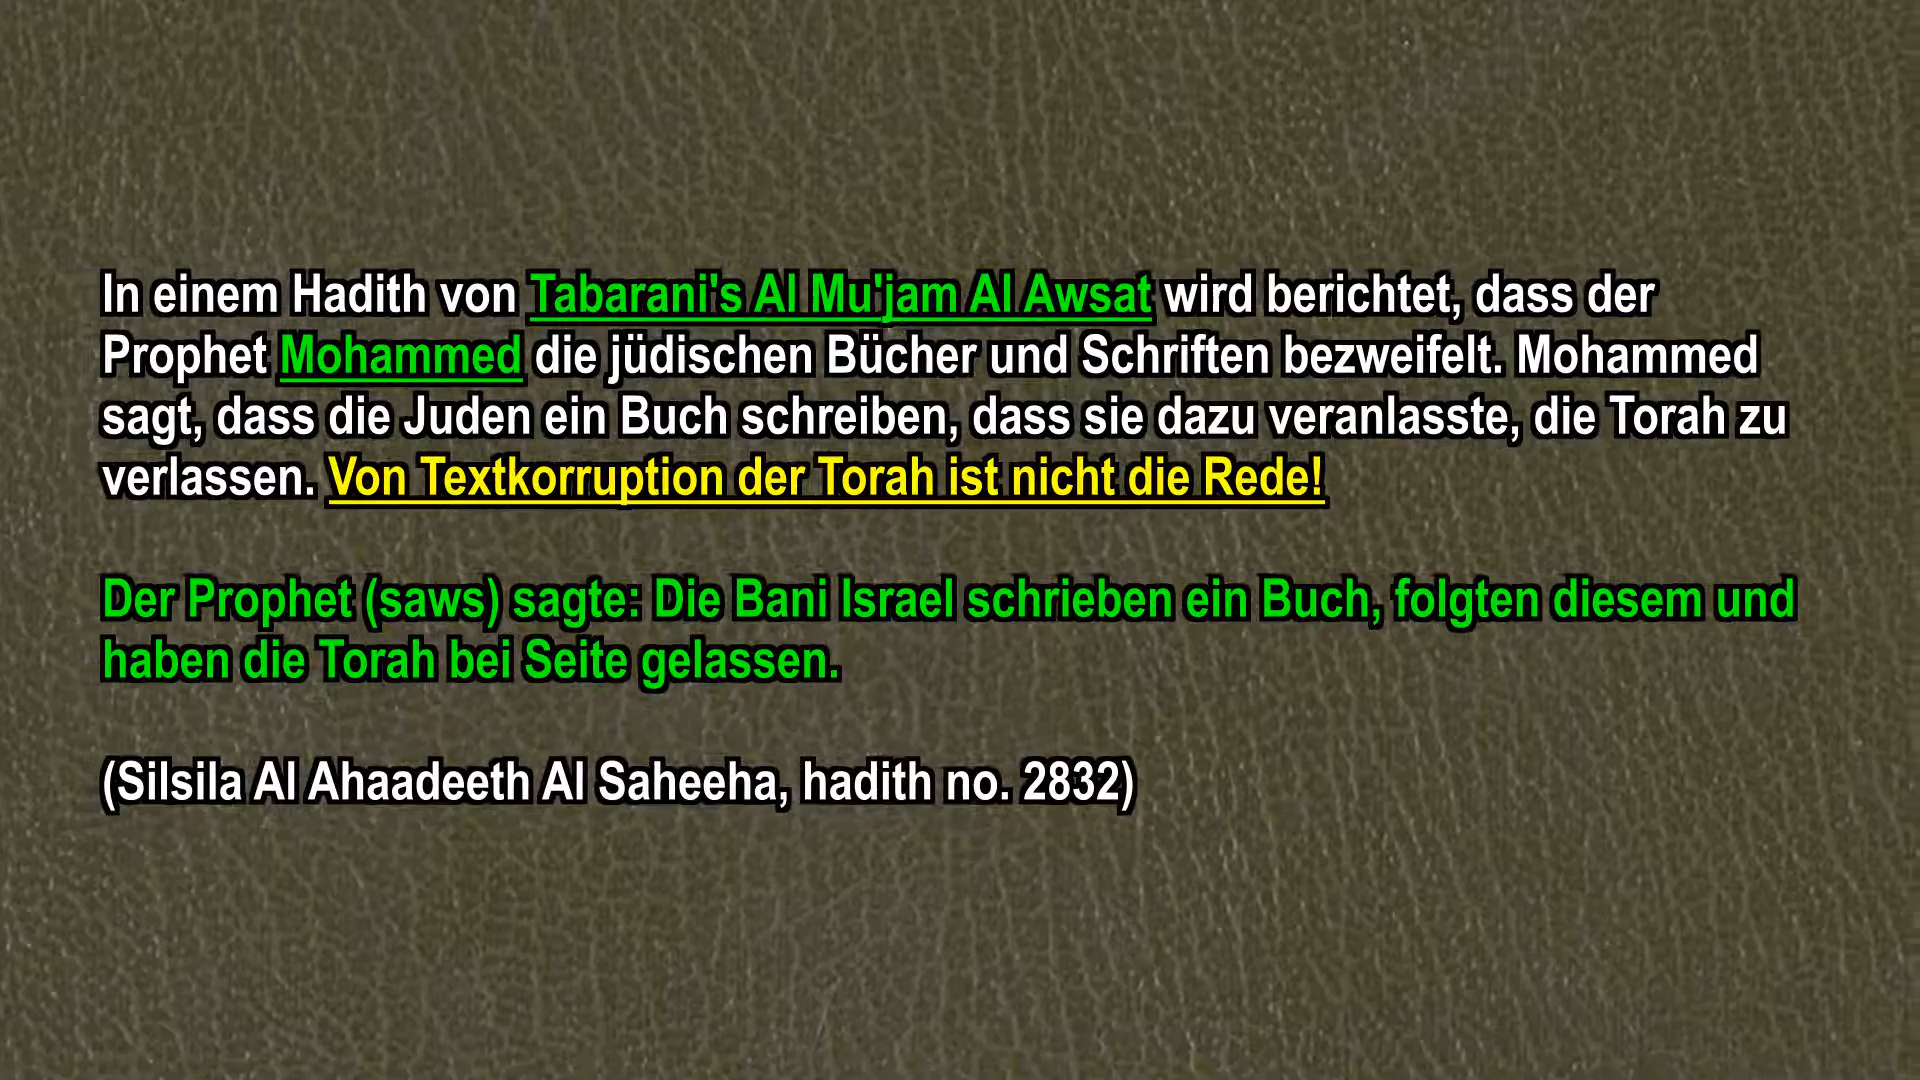 In einem Hadith von Tabarani's Al Mu'jam Al Awsat wird berichtet, dass der
Prophet Mohammed die jüdischen Bücher und Schriften bezweifelt. Mohammed
sagt, dass die Juden ein Buch schreiben, dass sie dazu veranlasste, die Torah zu
verlassen. Von Textkorruption der Torah ist nicht die Rede!
Der Prophet (saws) sagte: Die Bani Israel schrieben ein Buch, folgten diesem und
haben die Torah bei Seite gelassen.
(Silsila Al Ahaadeeth Al Saheeha, hadith no. 2832)